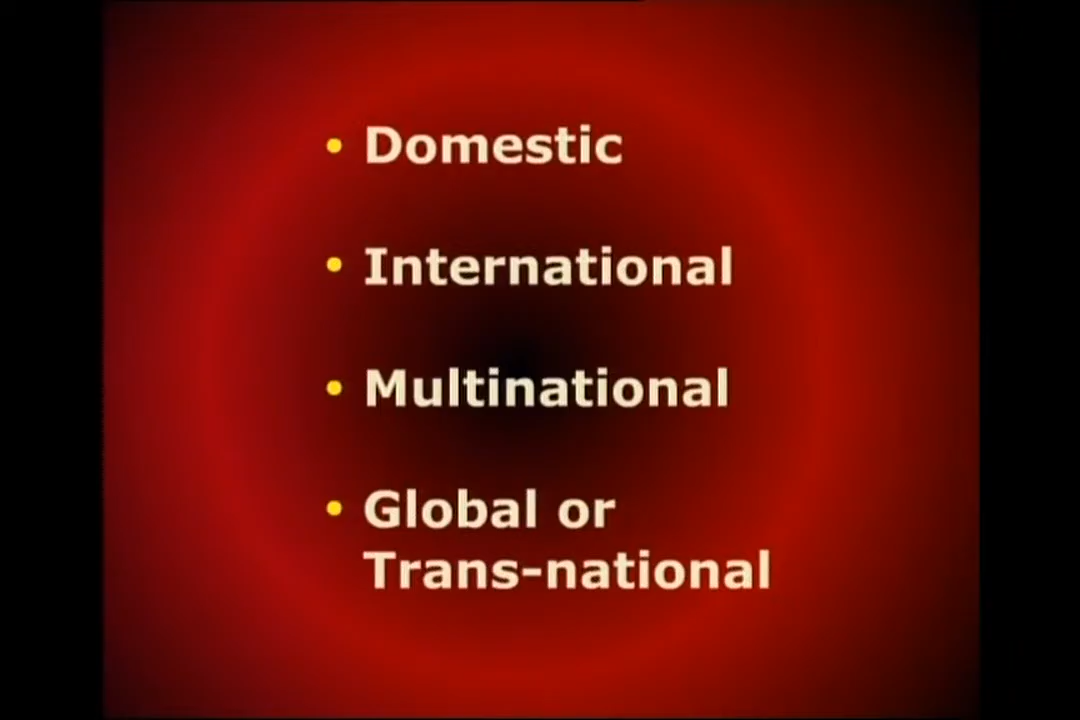 • Domestic
• International
• Multinational
• Global or
Trans-national